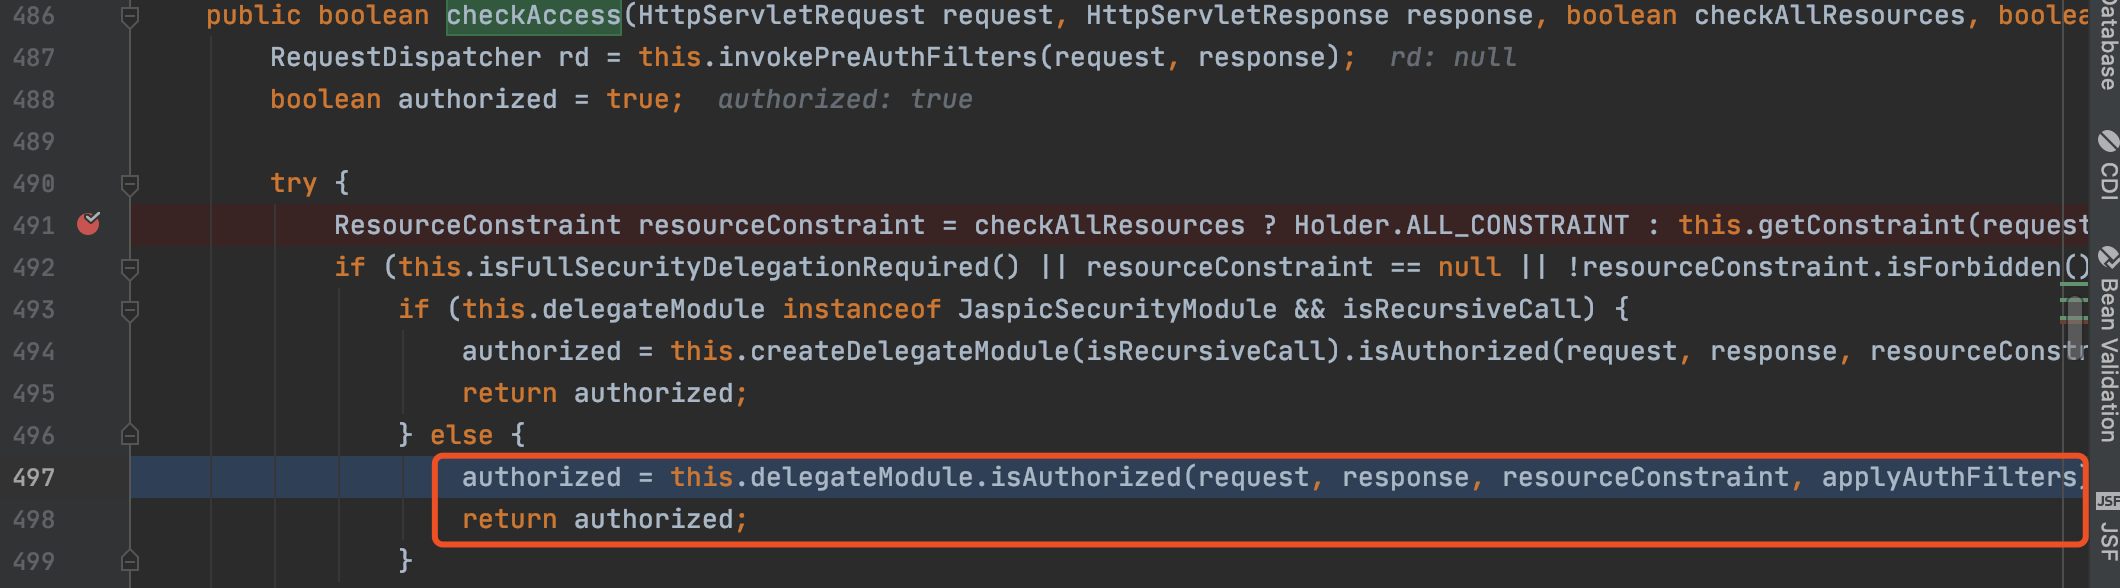 486 public boolean checkAccess(HttpServletRequest request, HttpServletResponse response, boolean checkAllResources, boolea
487 RequestDispatcher rd = this.invokePreAuthFilters(request, response); rd: null
488 boolean authorized = true; authorized: true
489
490 try {
491 ResourceConstraint resourceConstraint = checkAllResources ? Holder.ALL_CONSTRAINT : this.getConstraint(request
492 if (this.isFullSecurityDelegationRequired() || resourceConstraint == null || !resourceConstraint.isForbidden()
493 if (this.delegateModule instanceof JaspicSecurityModule && isRecursiveCall) {
494 authorized = this.createDelegateModule(isRecursiveCall).isAuthorized(request, response, resourceConstr
495 return authorized;
496 } else {
497 authorized = this.delegateModule.isAuthorized(request, response, resourceConstraint, applyAuthFilters)
498 return authorized;
499 }
Database
CDI
Bean Validation
JSF
JSF